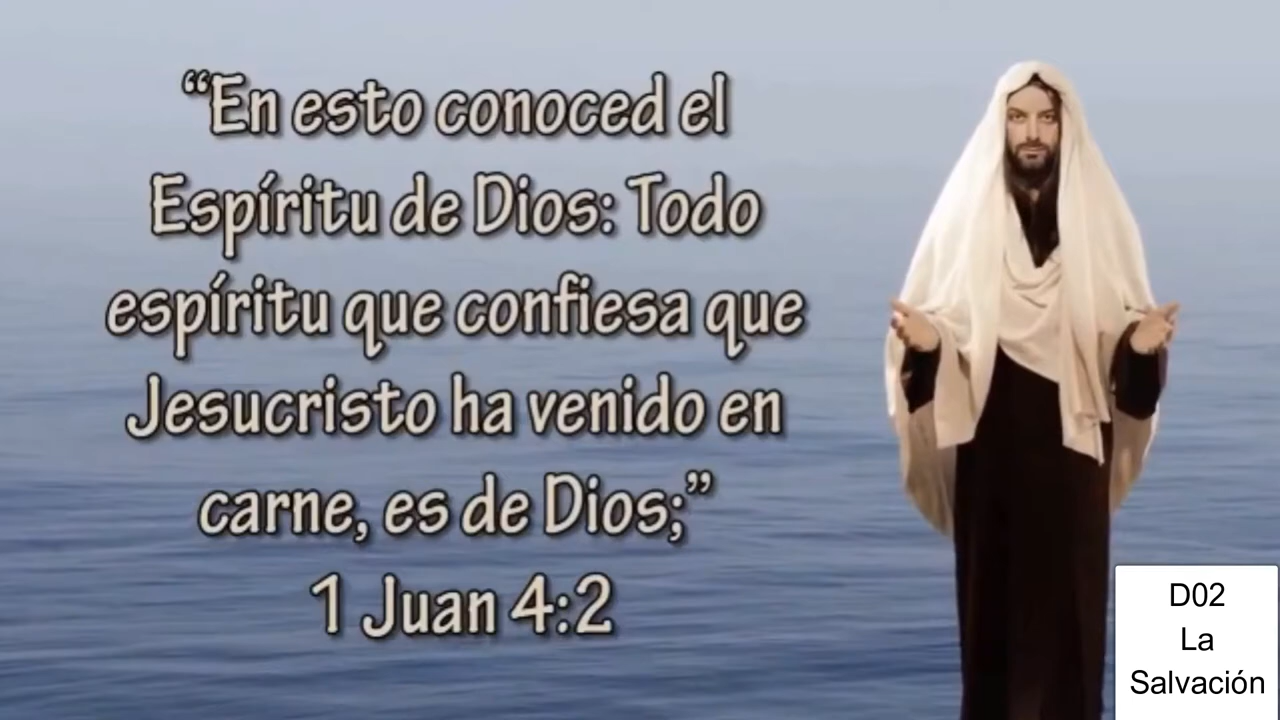 “En esto conoced el
Espíritu de Dios: Todo
espíritu que confiesa que
Jesucristo ha venido en
carne, es de Dios;”
1 Juan 4:2
D02
La
Salvación